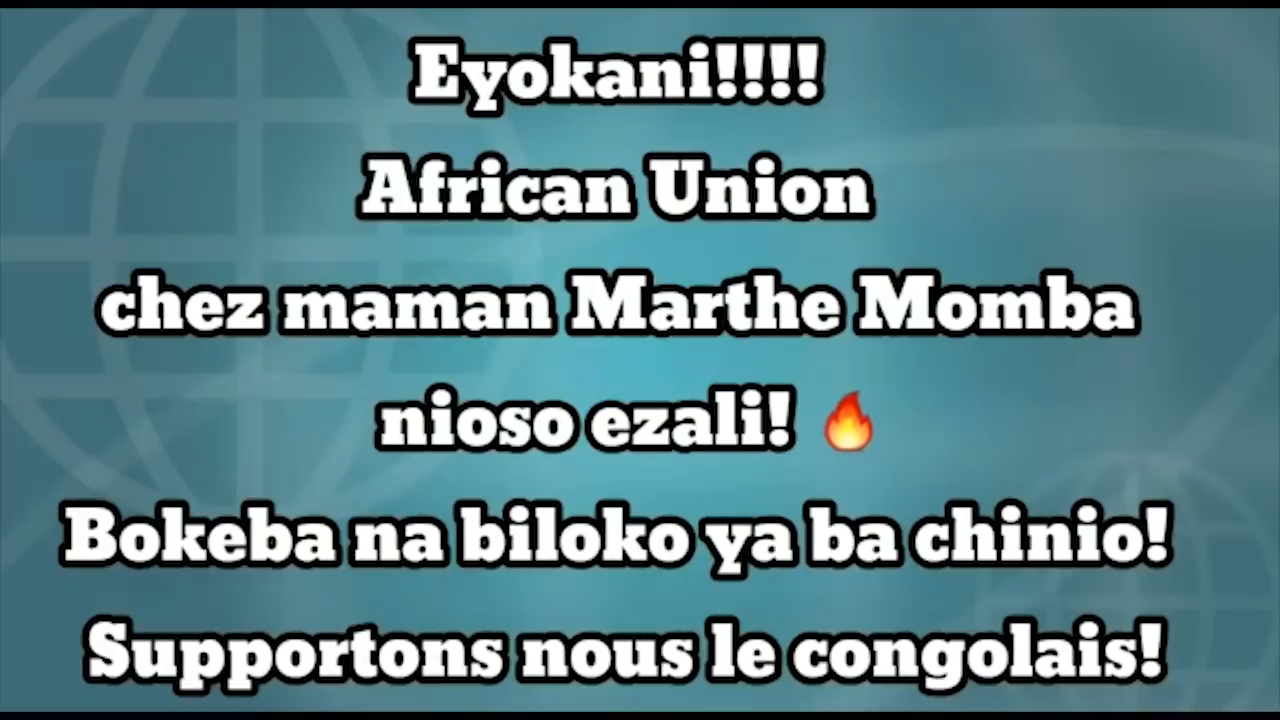 Eyokani!!!!
African Union
chez maman Marthe Momba
nioso ezali! 🔥
Bokeba na biloko ya ba chinio!
Supportons nous le congolais!